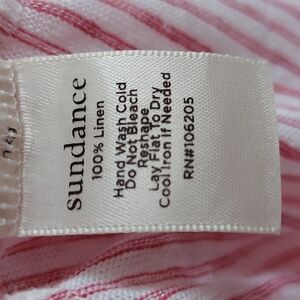 sundance
100% Linen
Hand Wash Cold
Do Not Bleach
Reshape
Lay Flat To Dry
Cool Iron If Needed
RN#106205